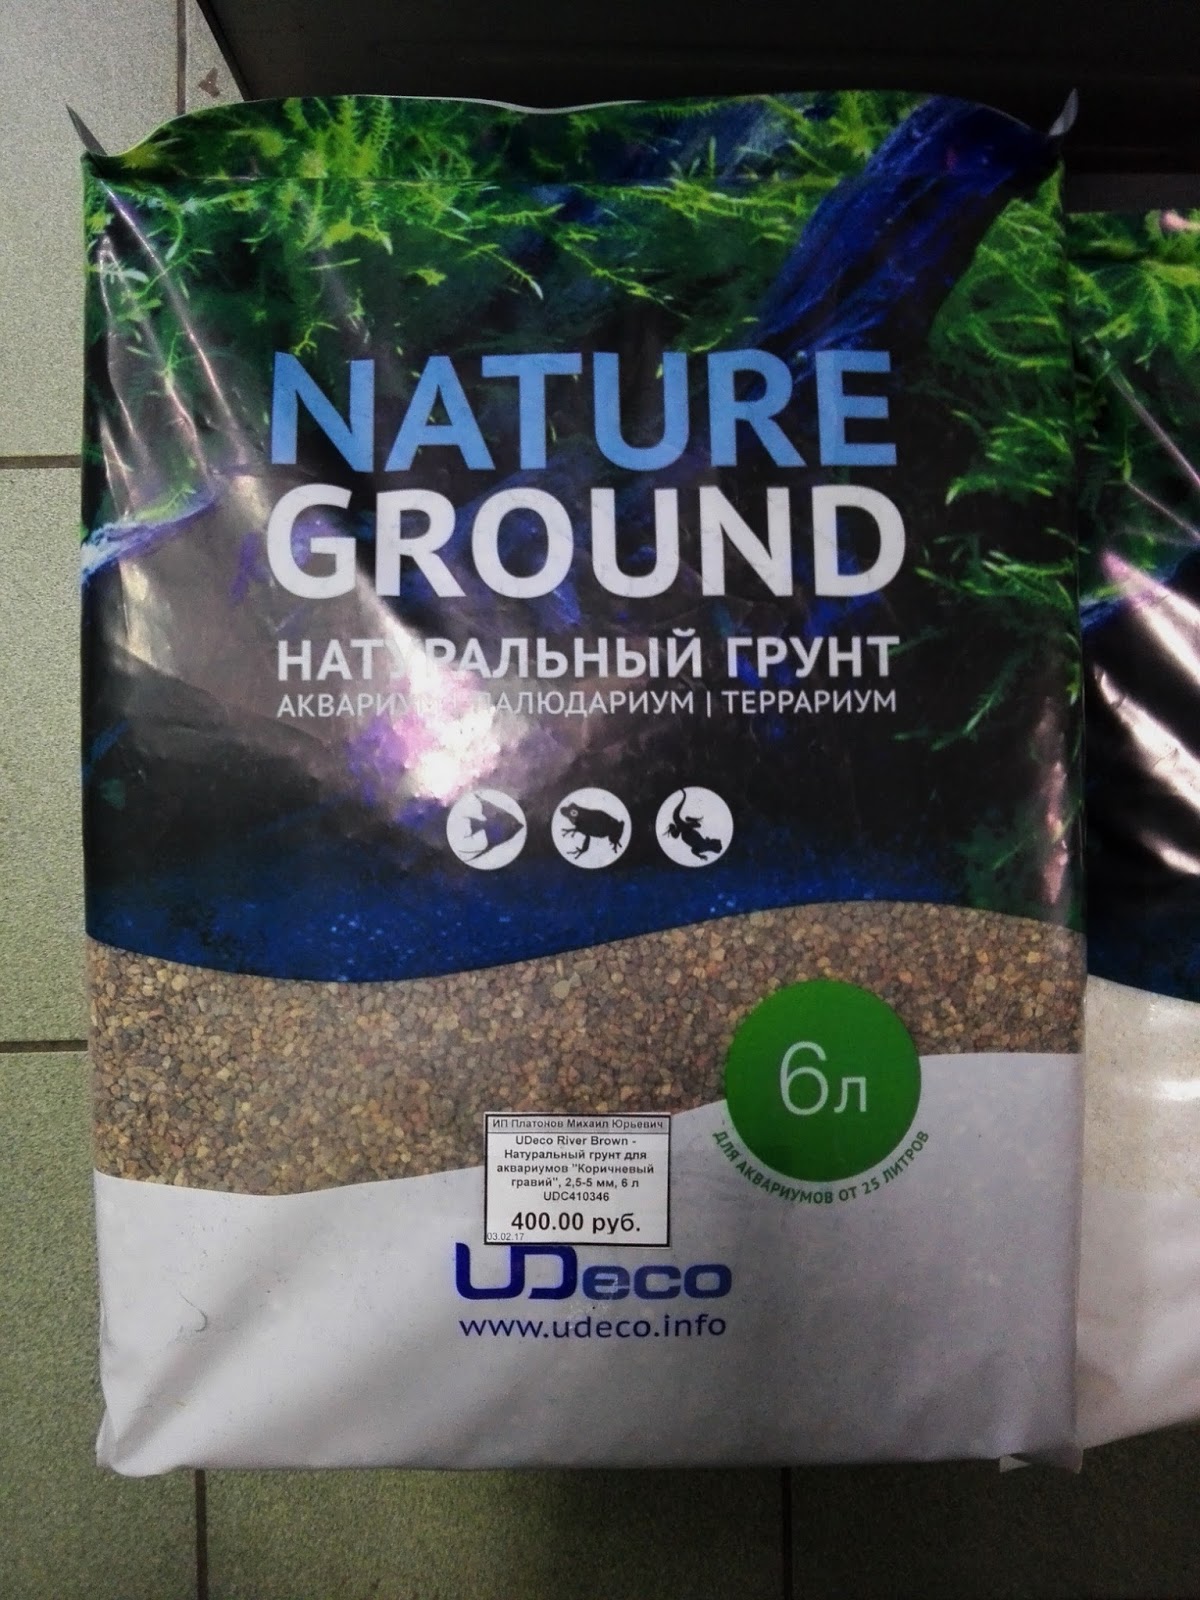 NATURE
GROUND
НАТУРАЛЬНЫЙ ГРУНТ
АКВАРИУМ | ПАЛЮДАРИУМ | ТЕРРАРИУМ
6л
ДЛЯ АКВАРИУМОВ ОТ 25 ЛИТРОВ
ИП Платонов Михаил Юрьевич
UDeco River Brown -
Натуральный грунт для
аквариумов "Коричневый
гравий", 2,5-5 мм, 6 л
UDC410346
400.00 руб.
03.02.17
UDeco
www.udeco.info